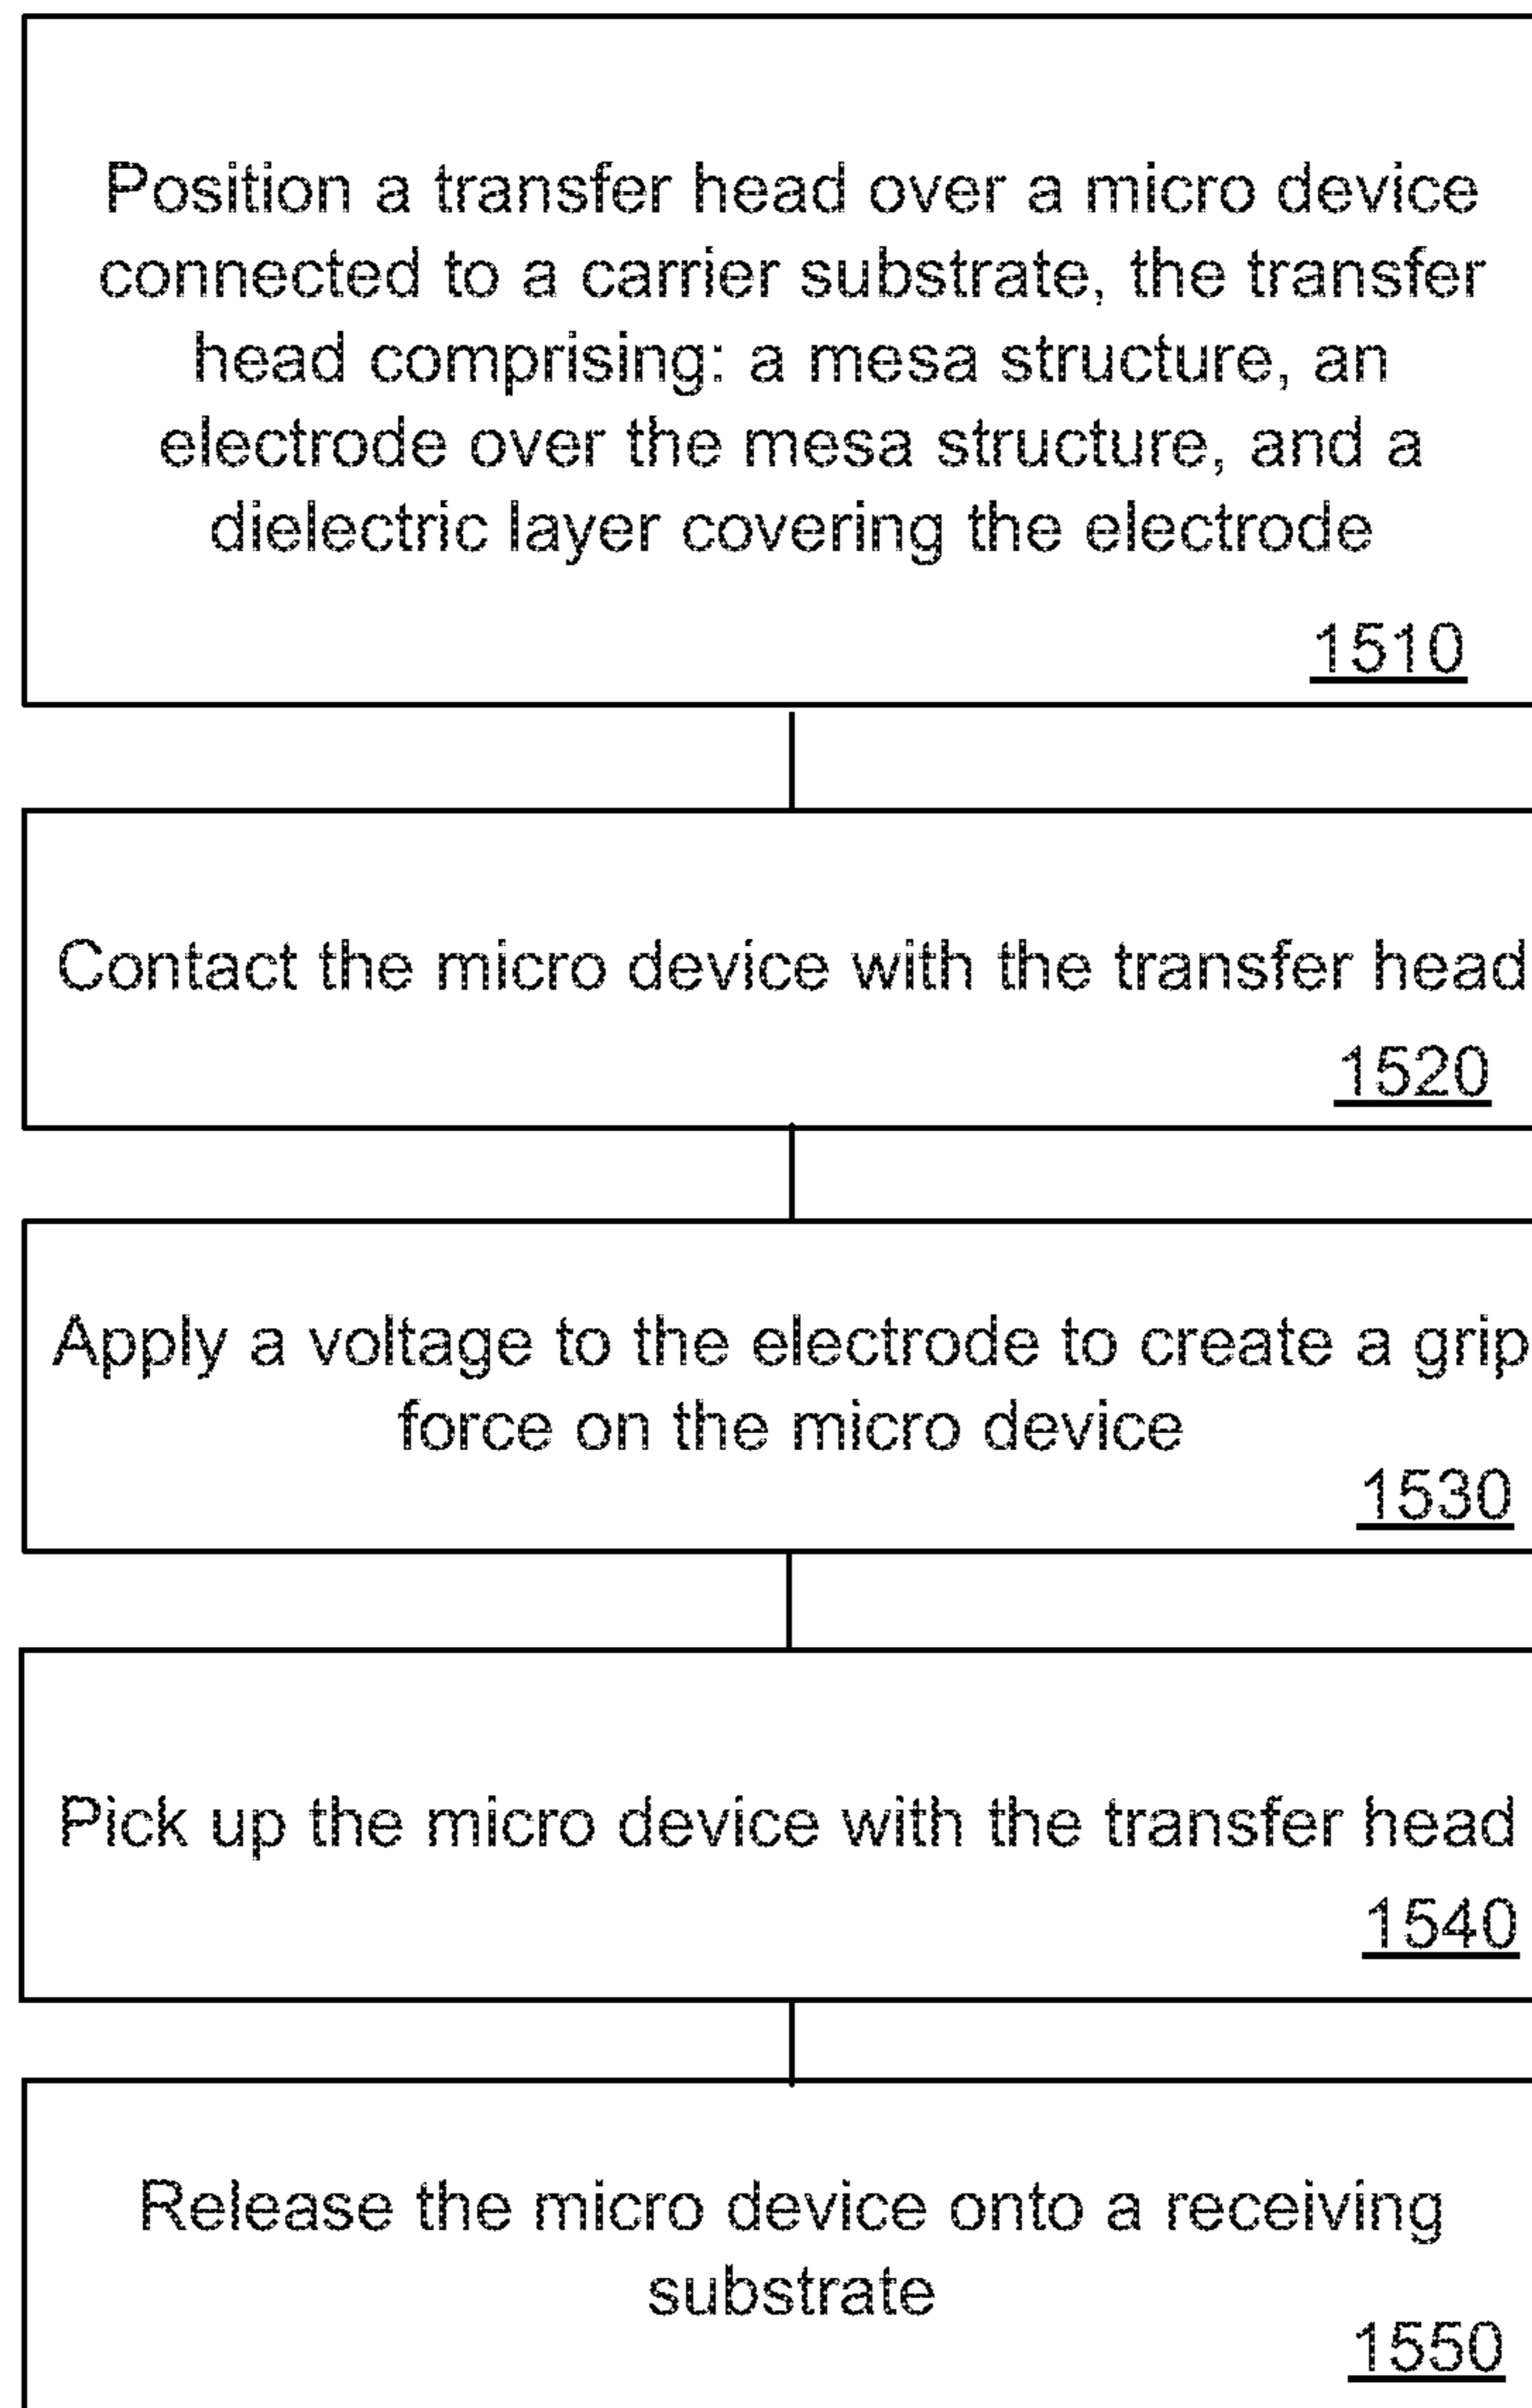 Position a transfer head over a micro device
connected to a carrier substrate, the transfer
head comprising: a mesa structure, an
electrode over the mesa structure, and a
dielectric layer covering the electrode
1510
Contact the micro device with the transfer head
1520
Apply a voltage to the electrode to create a grip
force on the micro device
1530
Pick up the micro device with the transfer head
1540
Release the micro device onto a receiving
substrate
1550